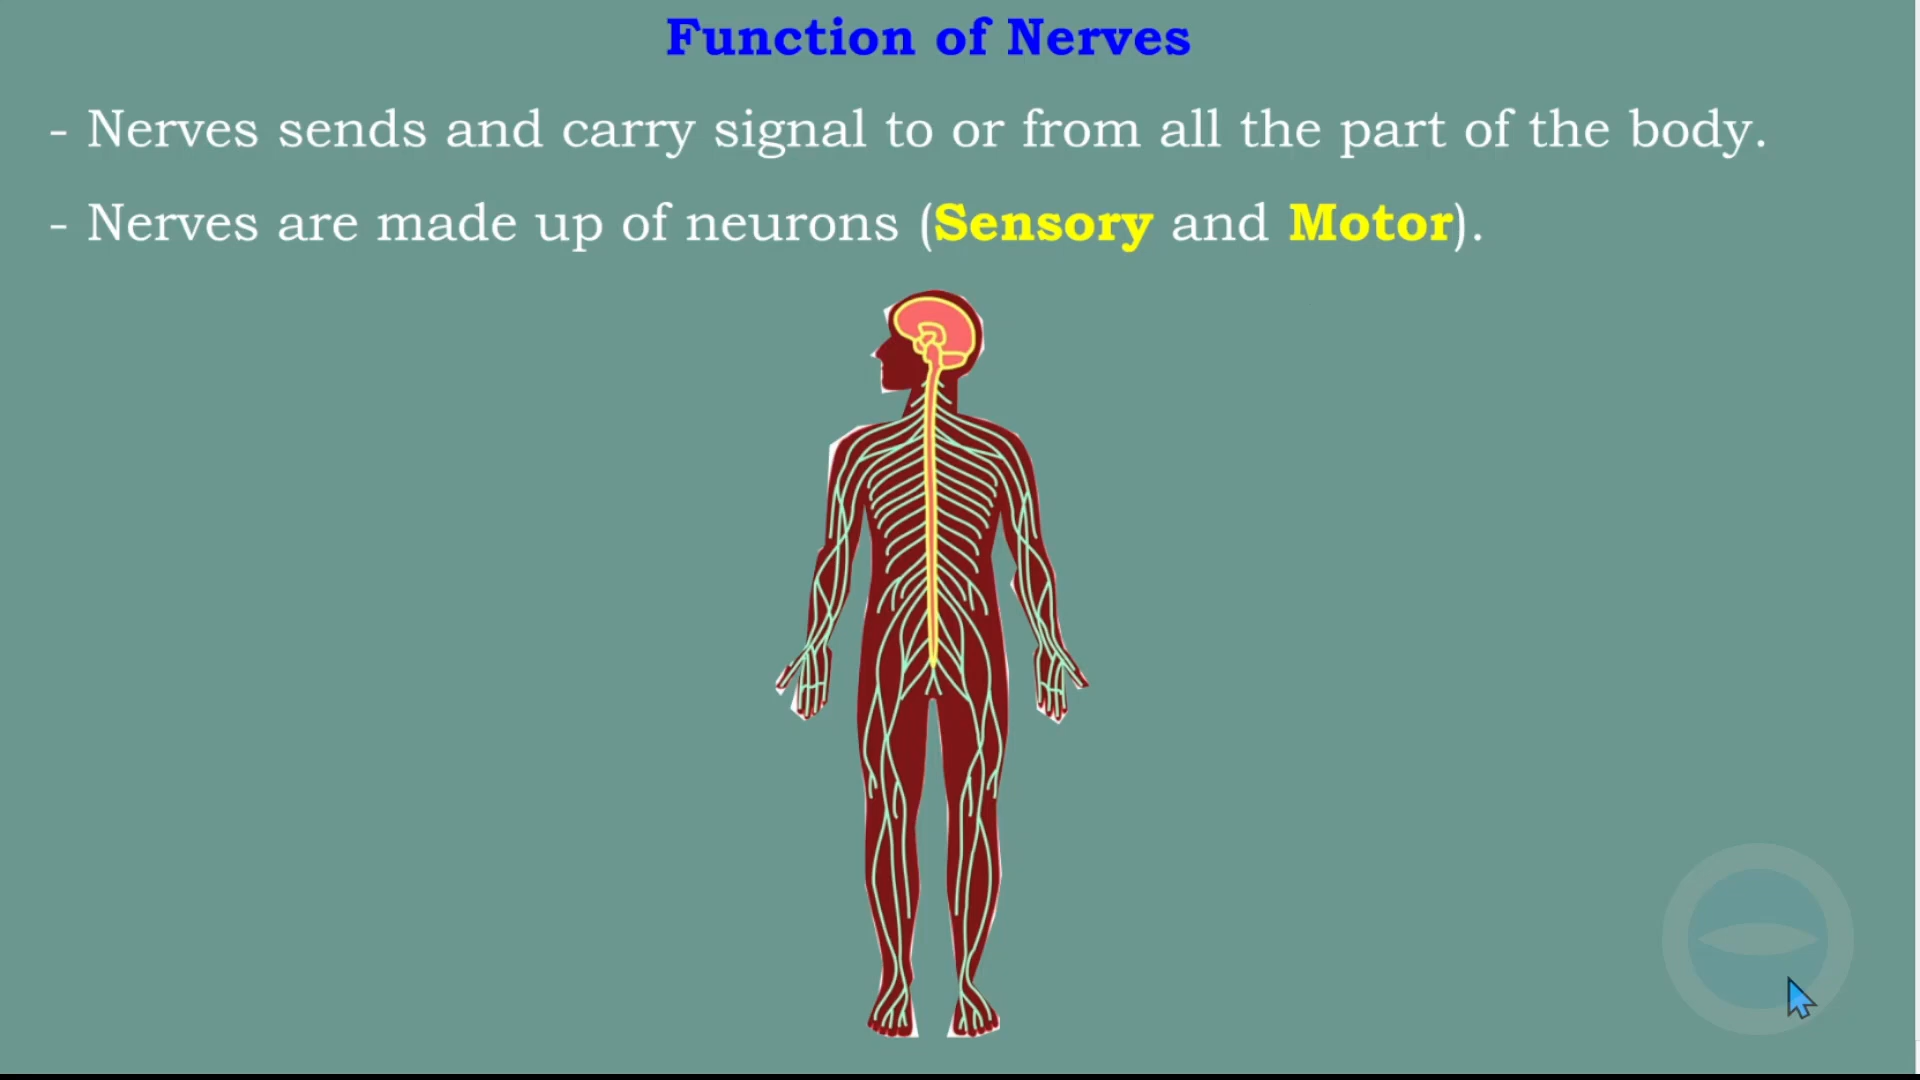 Function of Nerves
- Nerves sends and carry signal to or from all the part of the body.
- Nerves are made up of neurons (Sensory and Motor).